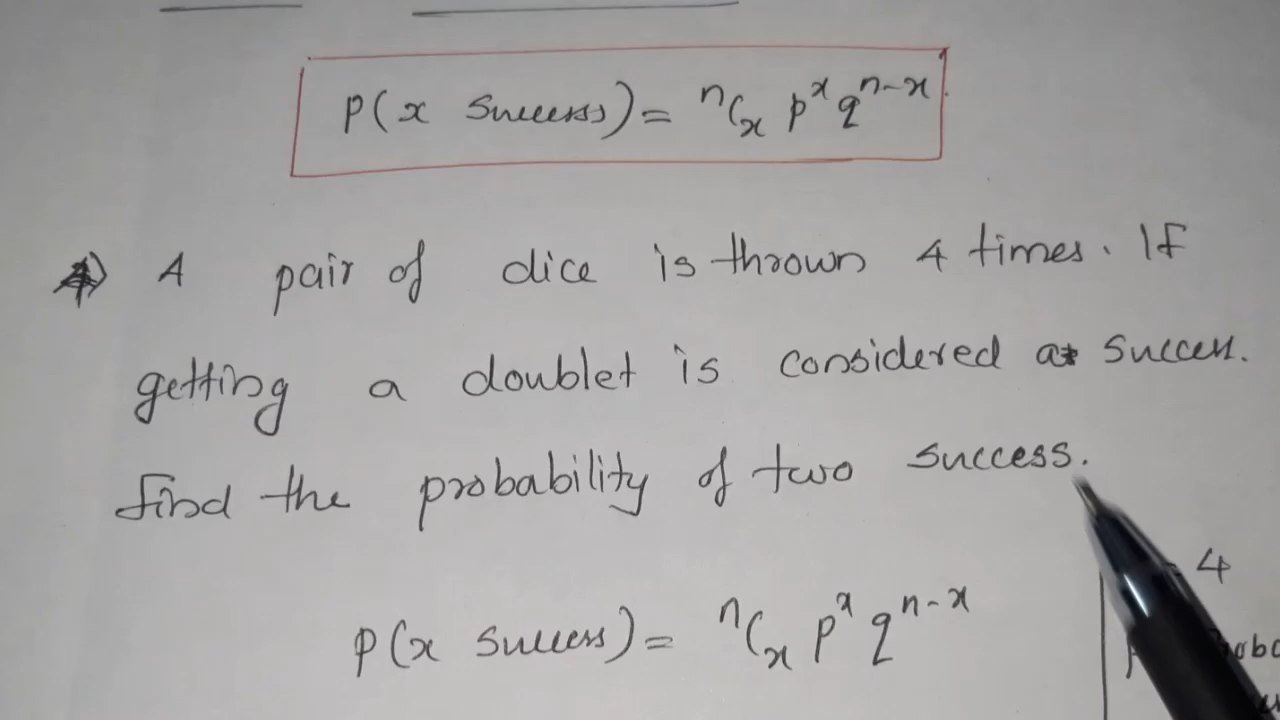 P(x success) = ⁿCₓ pˣ qⁿ⁻ˣ
A pair of dice is thrown 4 times. If
getting a doublet is considered as success.
find the probability of two success.
4
P(x success) = ⁿCₓ pˣ qⁿ⁻ˣ